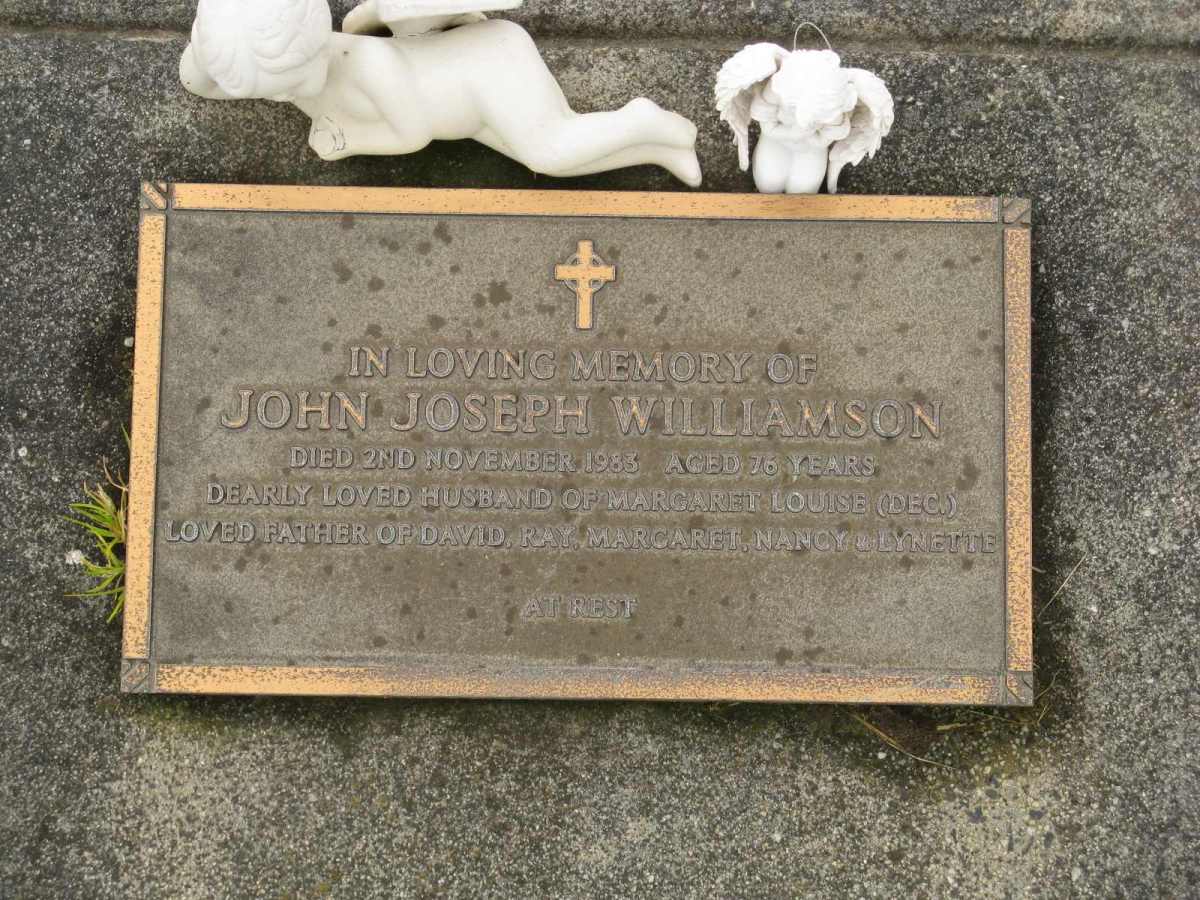 IN LOVING MEMORY OF
JOHN JOSEPH WILLIAMSON
DIED 2ND NOVEMBER 1983 AGED 76 YEARS
DEARLY LOVED HUSBAND OF MARGARET LOUISE (DEC.)
LOVED FATHER OF DAVID, RAY, MARGARET, NANCY & LYNETTE
AT REST